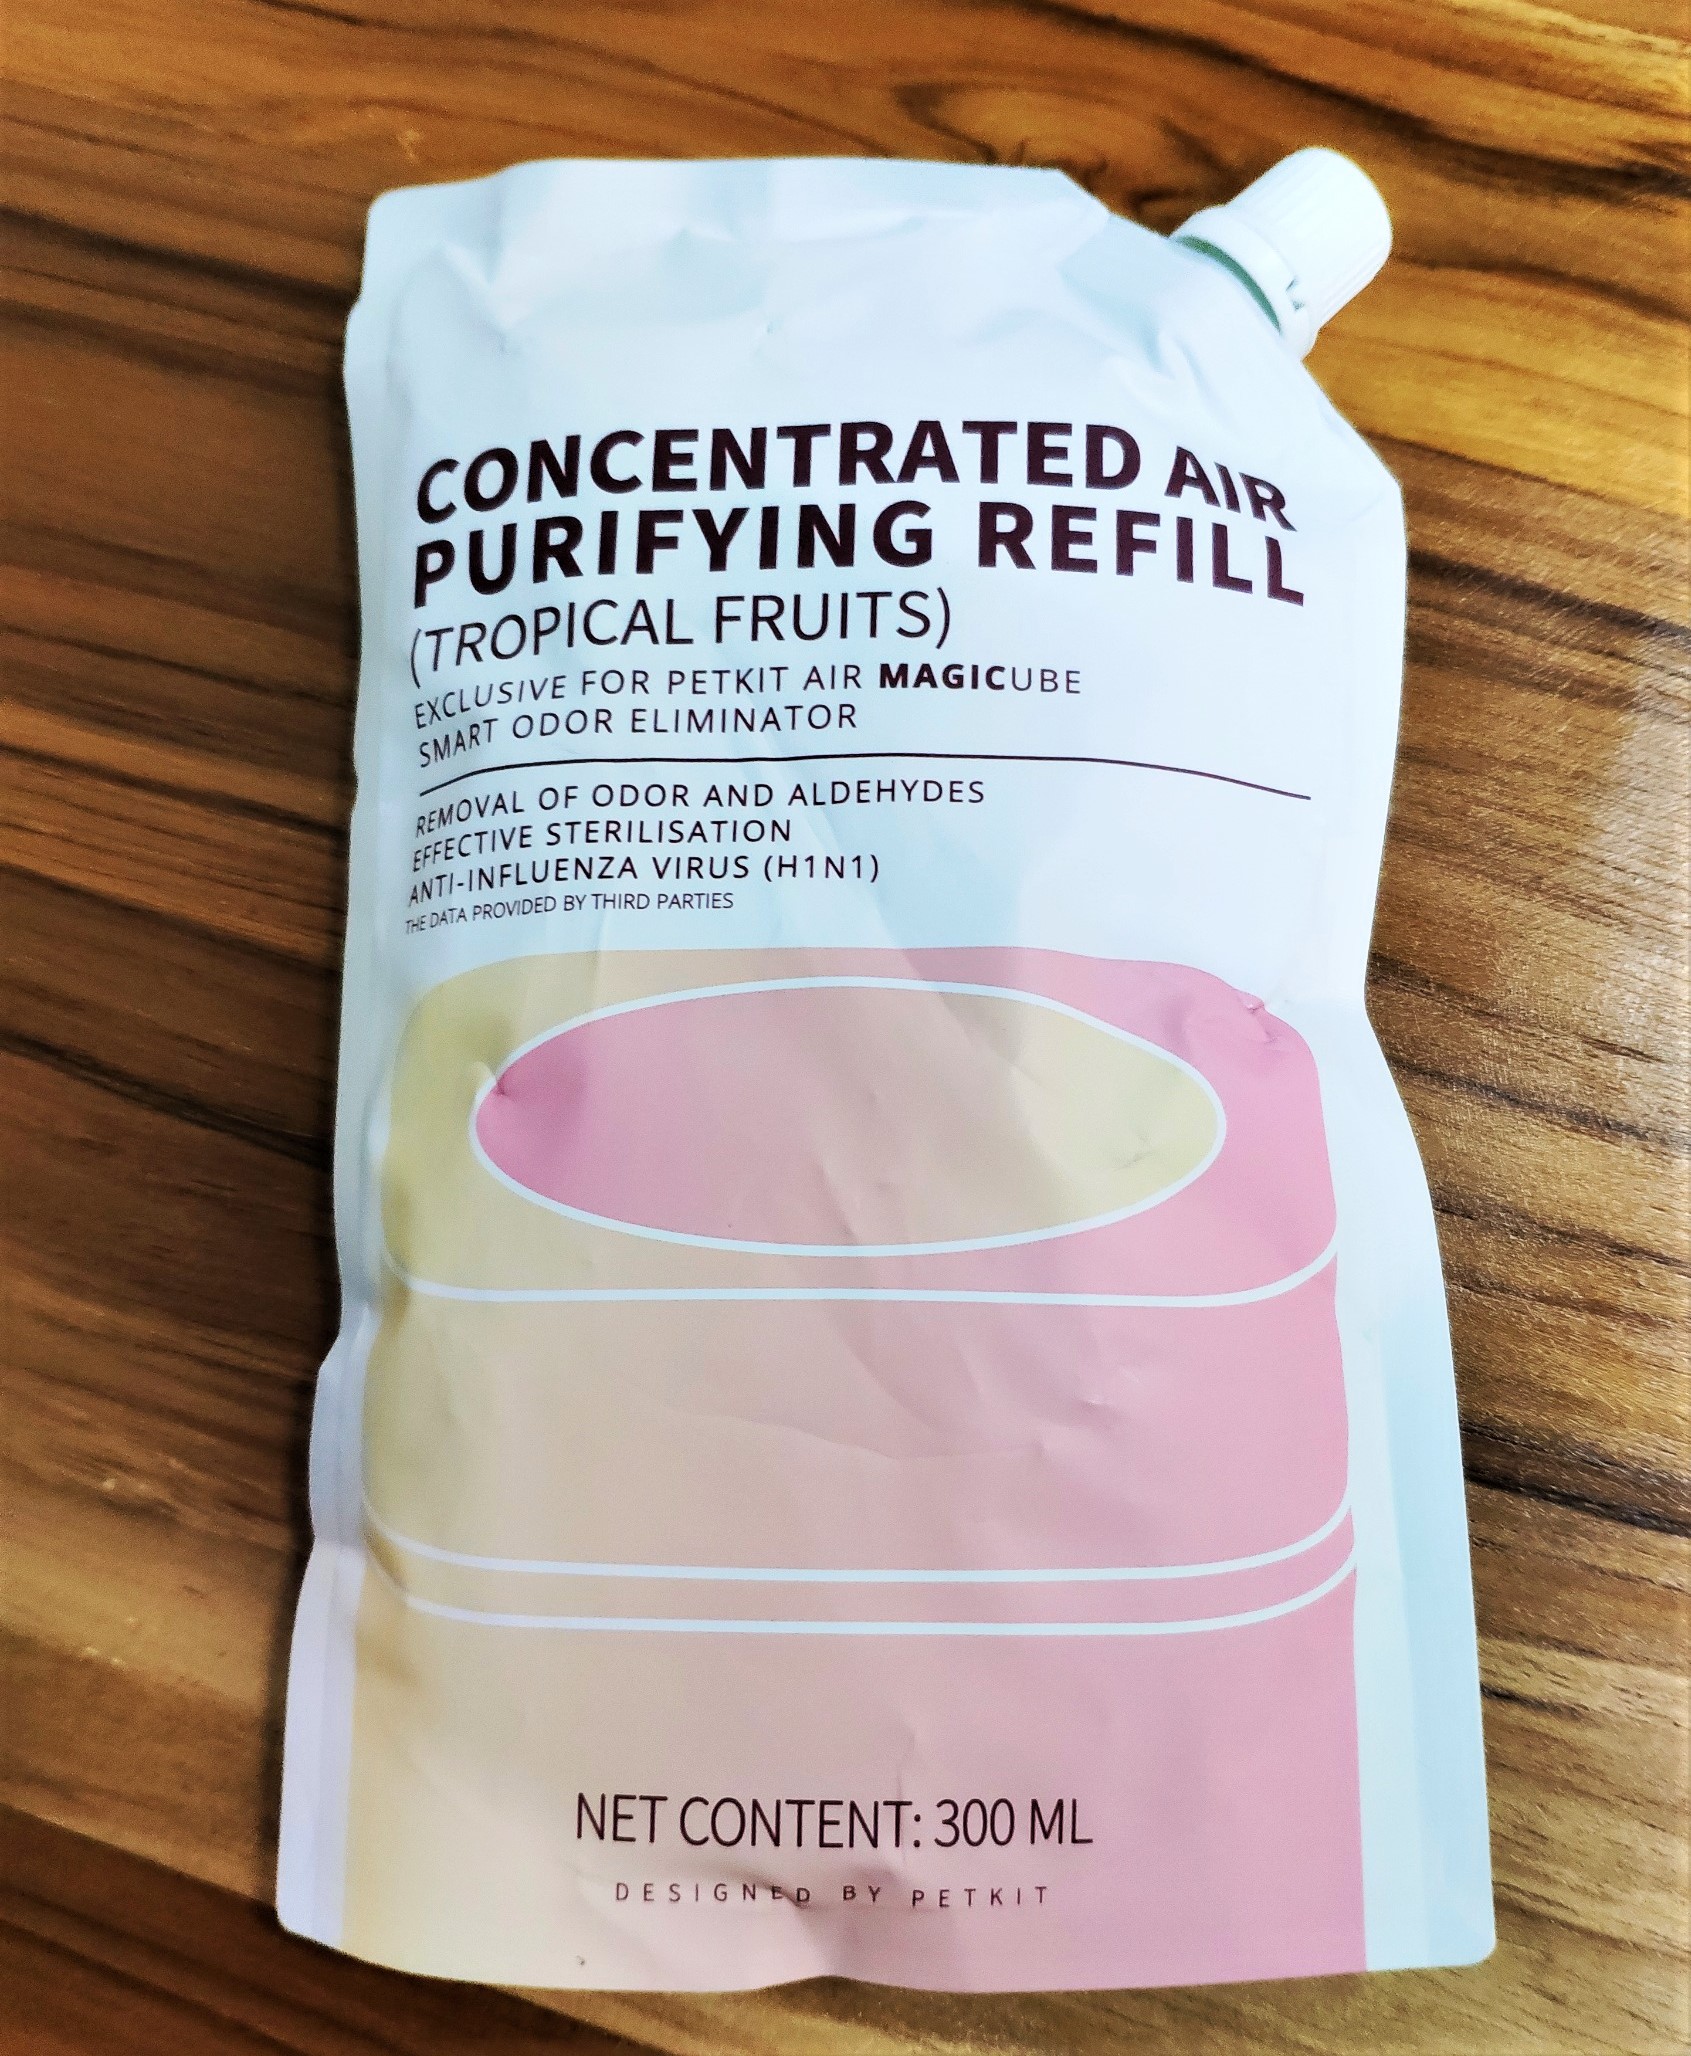 CONCENTRATED AIR
PURIFYING REFILL
(TROPICAL FRUITS)
EXCLUSIVE FOR PETKIT AIR MAGICUBE
SMART ODOR ELIMINATOR
REMOVAL OF ODOR AND ALDEHYDES
EFFECTIVE STERILISATION
ANTI-INFLUENZA VIRUS (H1N1)
THE DATA PROVIDED BY THIRD PARTIES
NET CONTENT: 300 ML
DESIGNED BY PETKIT